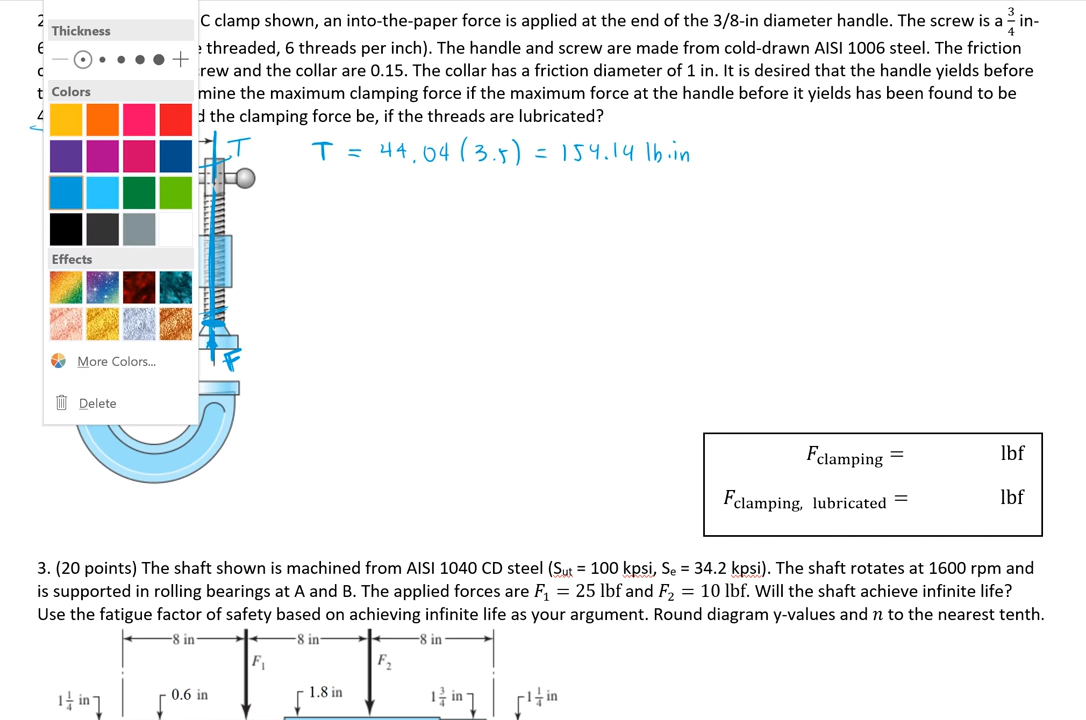 C clamp shown, an into-the-paper force is applied at the end of the 3/8-in diameter handle. The screw is a 3/4 in-
threaded, 6 threads per inch). The handle and screw are made from cold-drawn AISI 1006 steel. The friction
rew and the collar are 0.15. The collar has a friction diameter of 1 in. It is desired that the handle yields before
mine the maximum clamping force if the maximum force at the handle before it yields has been found to be
d the clamping force be, if the threads are lubricated?
Thickness
Colors
Effects
More Colors...
Delete
T
T = 44.04 (3.5) = 154.14 lb.in
F
Fclamping = lbf
Fclamping, lubricated = lbf
3. (20 points) The shaft shown is machined from AISI 1040 CD steel (Sut = 100 kpsi, Se = 34.2 kpsi). The shaft rotates at 1600 rpm and
is supported in rolling bearings at A and B. The applied forces are F1 = 25 lbf and F2 = 10 lbf. Will the shaft achieve infinite life?
Use the fatigue factor of safety based on achieving infinite life as your argument. Round diagram y-values and n to the nearest tenth.
8 in 8 in 8 in
F1 F2
1 1/4 in 0.6 in 1.8 in 1 3/4 in 1 1/4 in